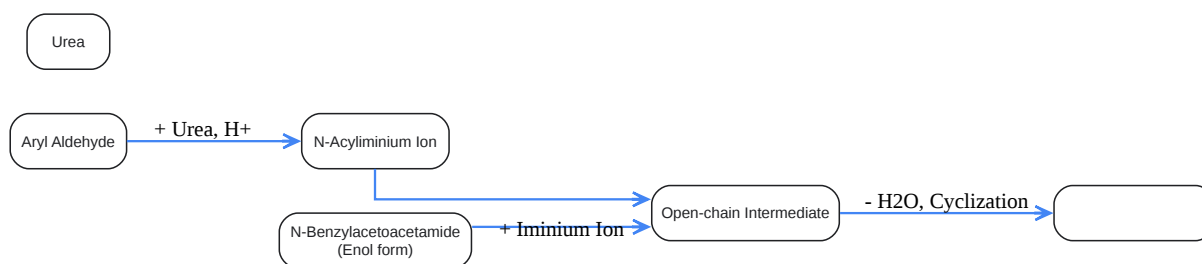 Urea
Aryl Aldehyde
+ Urea, H+
N-Acyliminium Ion
N-Benzylacetoacetamide
(Enol form)
+ Iminium Ion
Open-chain Intermediate
- H2O, Cyclization